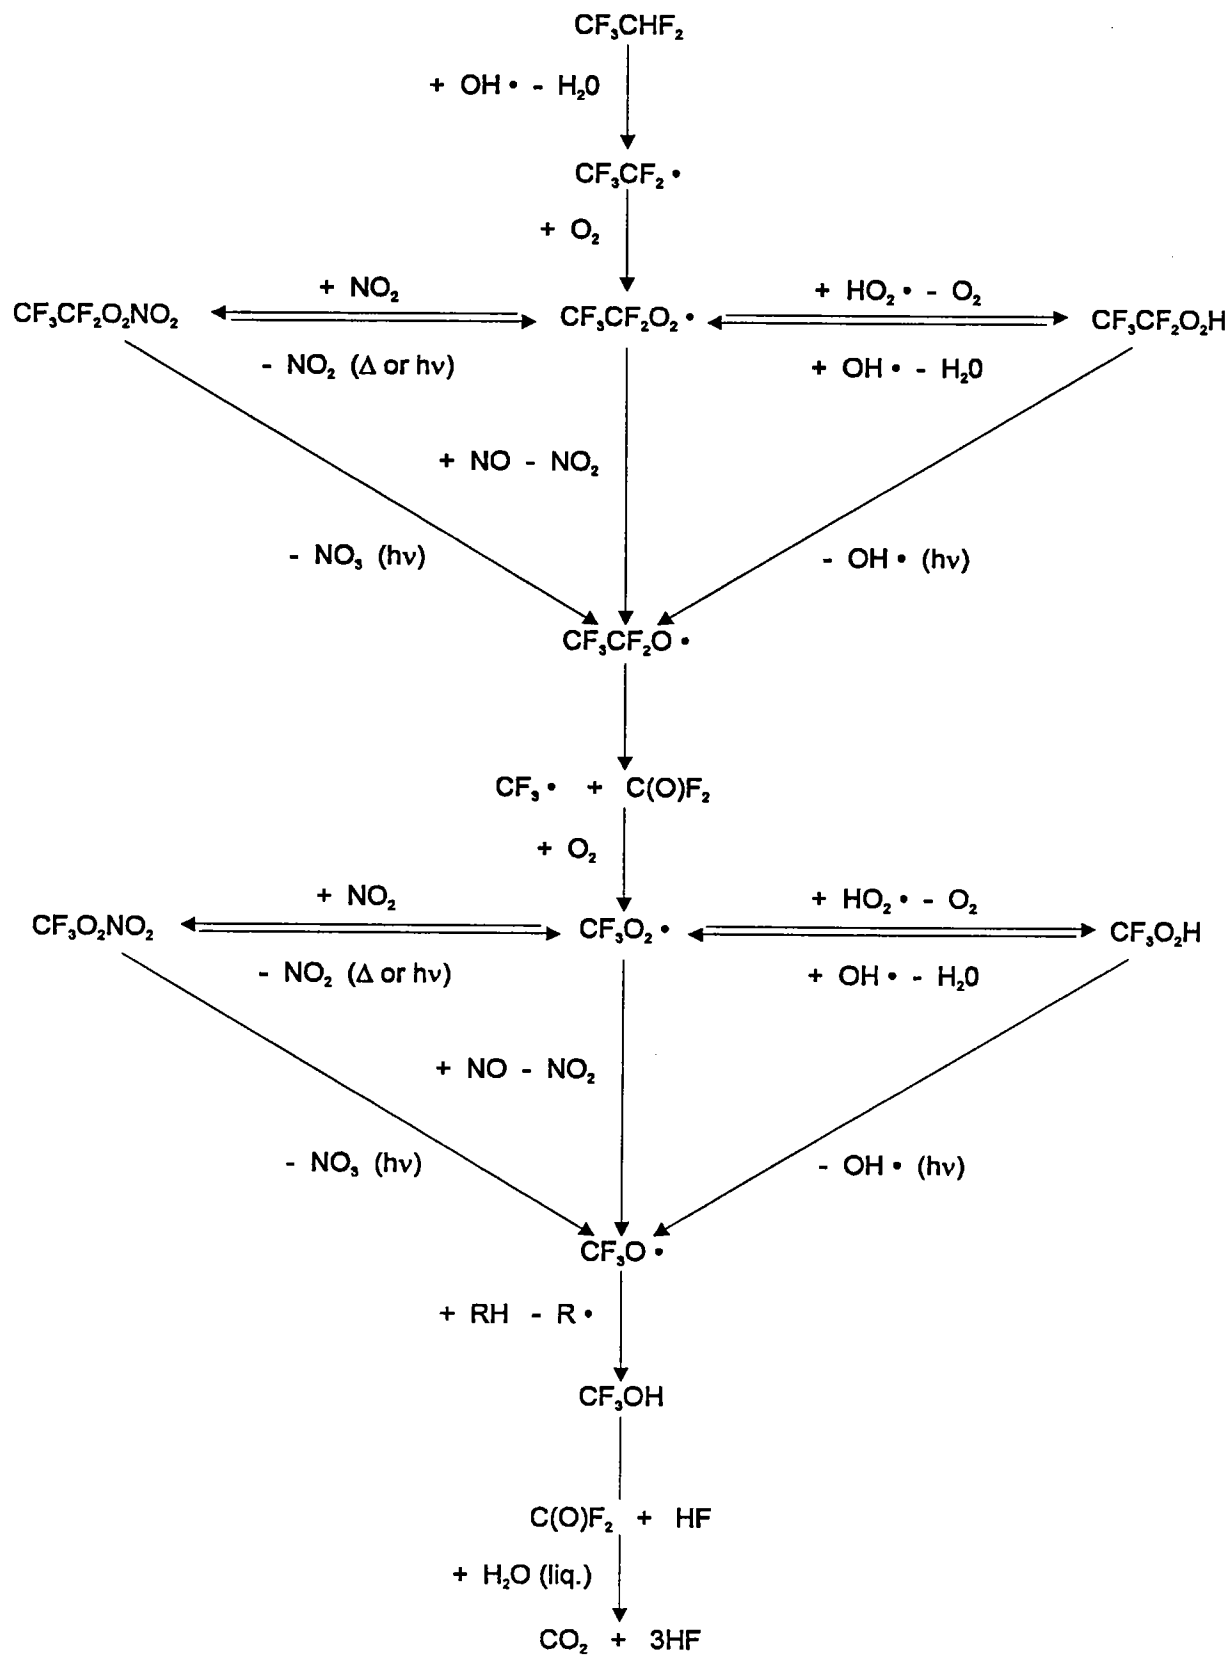 CF₃CHF₂
+ OH • - H₂0
CF₃CF₂ •
+ O₂
+ NO₂
+ HO₂ • - O₂
CF₃CF₂O₂NO₂
CF₃CF₂O₂ •
CF₃CF₂O₂H
- NO₂ (Δ or hν)
+ OH • - H₂0
+ NO - NO₂
- NO₃ (hν)
- OH • (hν)
CF₃CF₂O •
CF₃ • + C(O)F₂
+ O₂
+ NO₂
+ HO₂ • - O₂
CF₃O₂NO₂
CF₃O₂ •
CF₃O₂H
- NO₂ (Δ or hν)
+ OH • - H₂0
+ NO - NO₂
- NO₃ (hν)
- OH • (hν)
CF₃O •
+ RH - R •
CF₃OH
C(O)F₂ + HF
+ H₂O (liq.)
CO₂ + 3HF